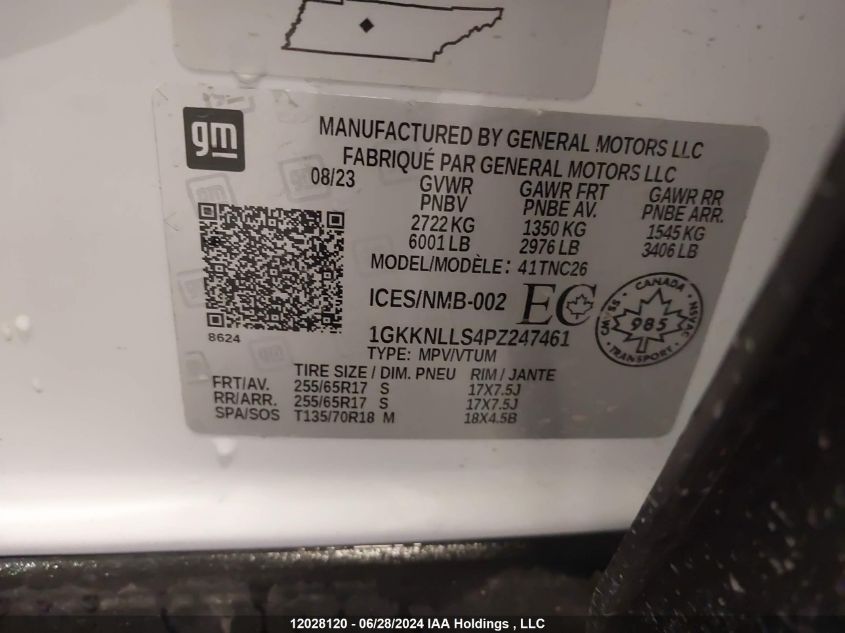 gm
MANUFACTURED BY GENERAL MOTORS LLC
FABRIQUÉ PAR GENERAL MOTORS LLC
08/23 GVWR GAWR FRT GAWR RR
PNBV PNBE AV. PNBE ARR.
2722 KG 1350 KG 1545 KG
6001 LB 2976 LB 3406 LB
MODEL/MODÈLE: 41TNC26
ICES/NMB-002 EC
CANADA
985
TRANSPORT
8624
1GKKNLLS4PZ247461
TYPE: MPV/VTUM
TIRE SIZE / DIM. PNEU RIM / JANTE
FRT/AV. 255/65R17 S 17X7.5J
RR/ARR. 255/65R17 S 17X7.5J
SPA/SOS T135/70R18 M 18X4.5B
12028120 - 06/28/2024 IAA Holdings , LLC